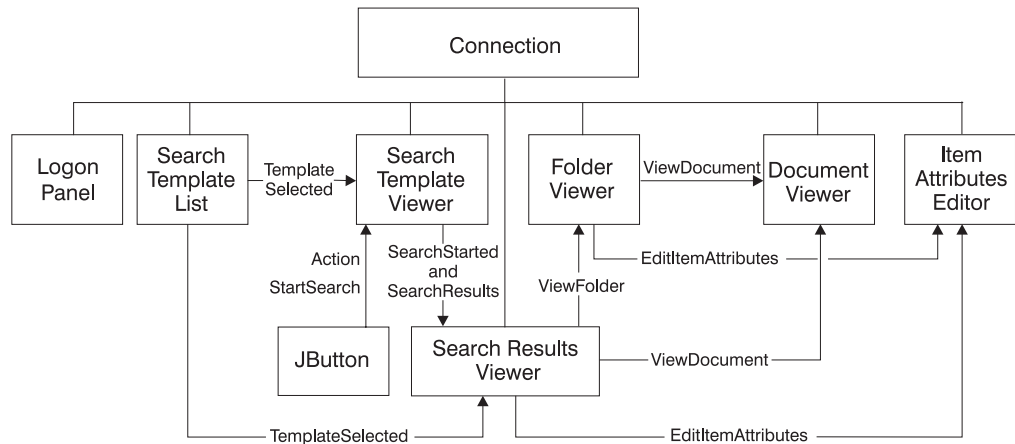 Connection
Logon
Panel
Search
Template
List
Template
Selected
Search
Template
Viewer
Folder
Viewer
ViewDocument
Document
Viewer
Item
Attributes
Editor
Action
StartSearch
SearchStarted
and
SearchResults
ViewFolder
EditItemAttributes
JButton
Search Results
Viewer
ViewDocument
TemplateSelected
EditItemAttributes